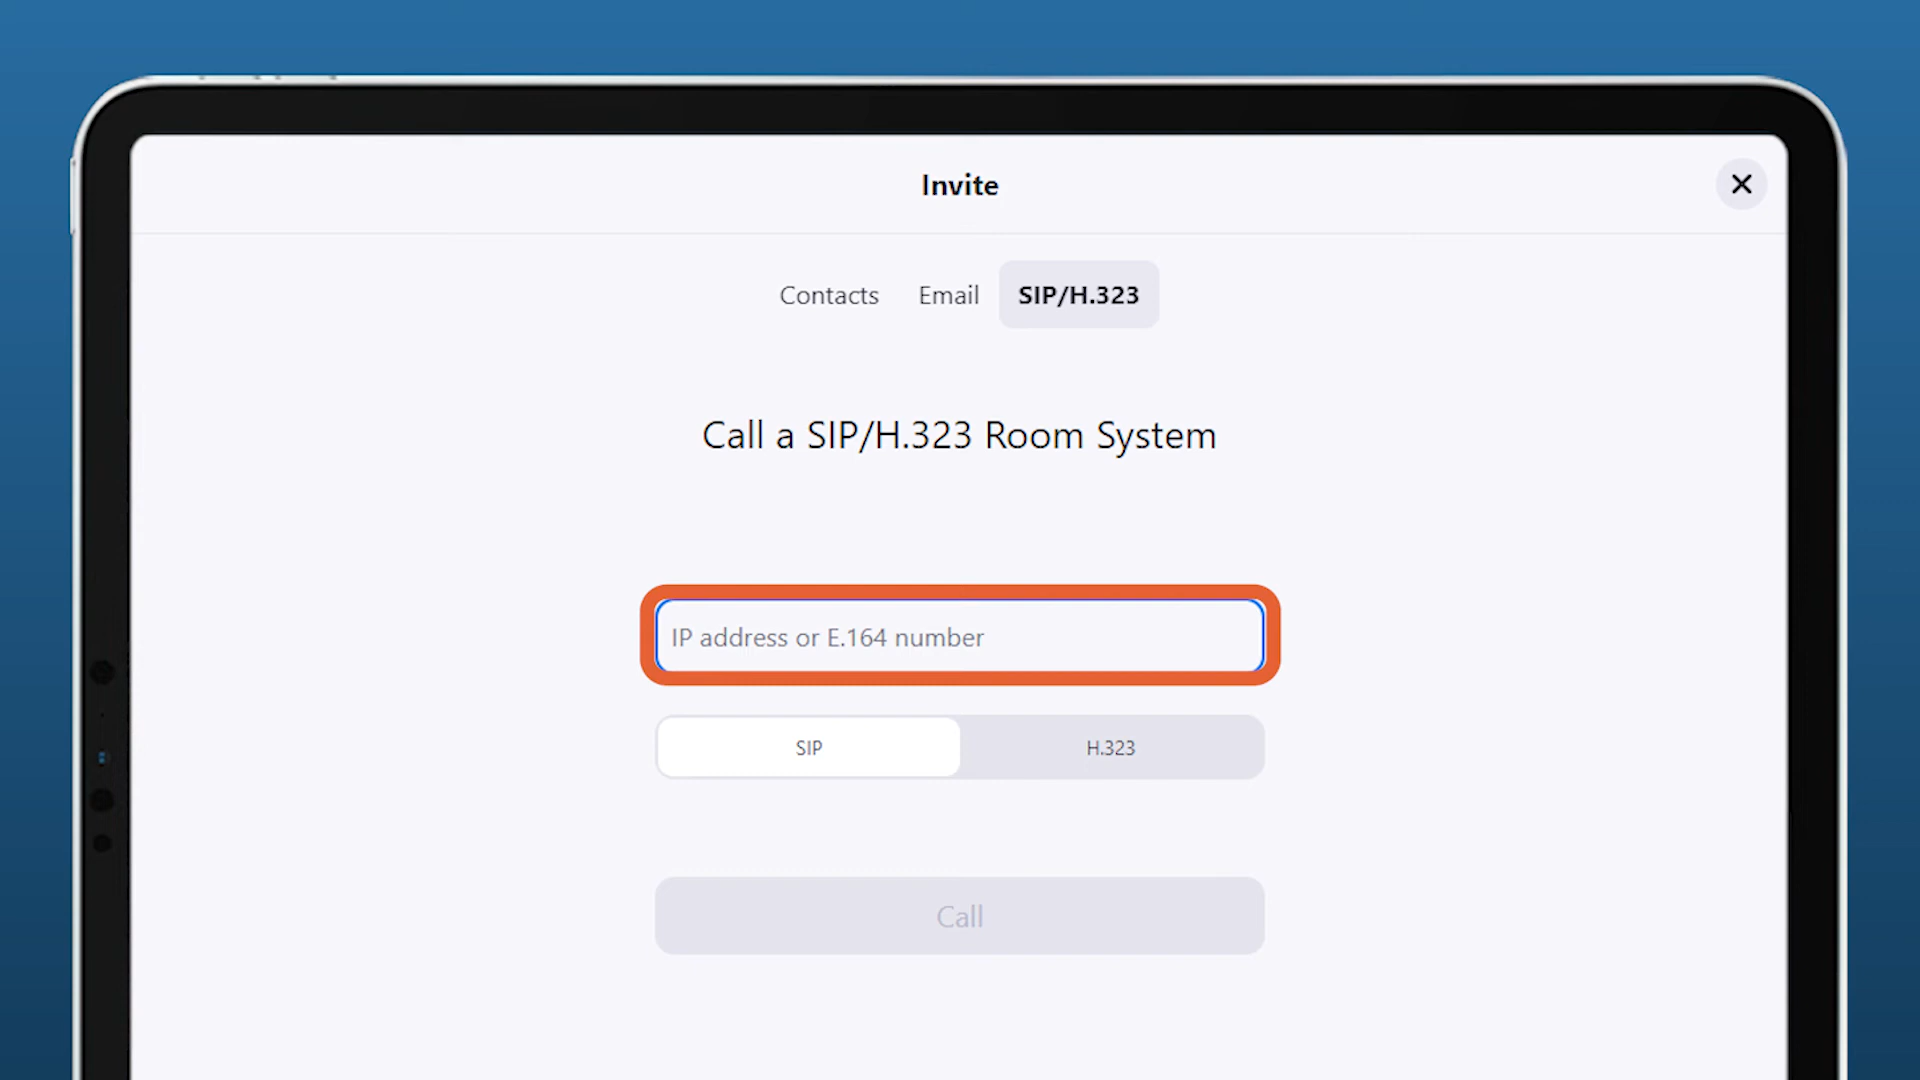 Invite
Contacts Email SIP/H.323
Call a SIP/H.323 Room System
IP address or E.164 number
SIP H.323
Call